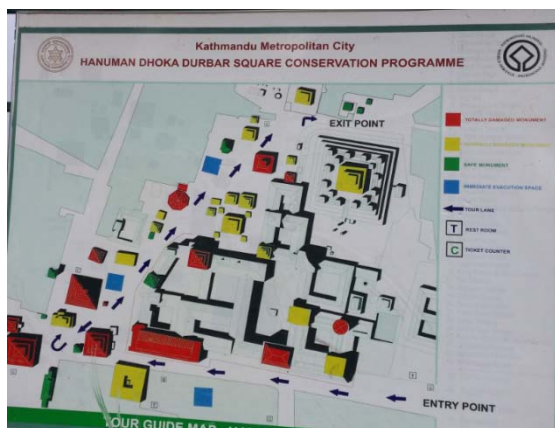 Kathmandu Metropolitan City
HANUMAN DHOKA DURBAR SQUARE CONSERVATION PROGRAMME
EXIT POINT
TOTALLY DAMAGED MONUMENT
SAFE MONUMENT
IMMEDIATE EXECUTION SPACE
TOUR LANE
T REST ROOM
C TICKET COUNTER
ENTRY POINT
TOUR GUIDE MAP